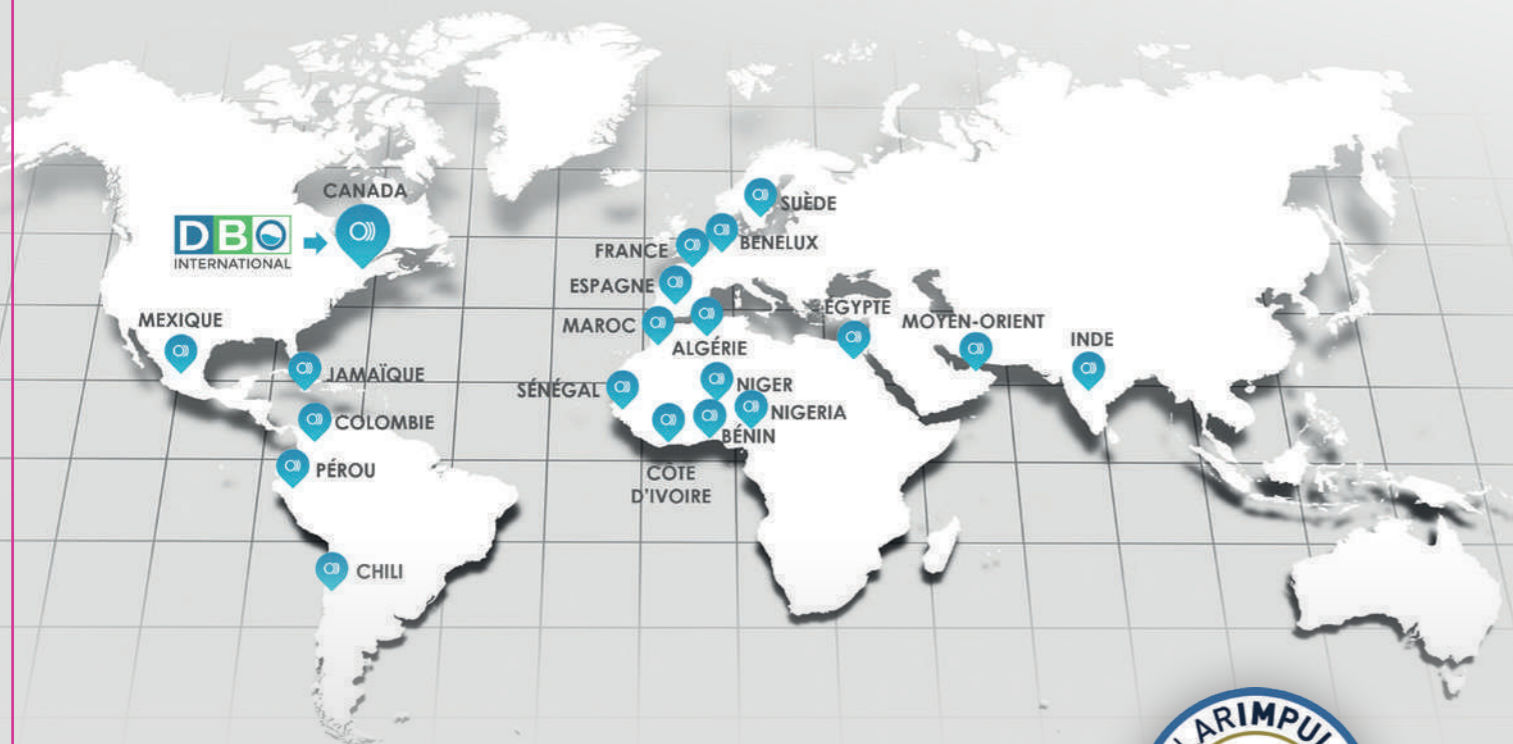 CANADA
DBO
INTERNATIONAL
SUÈDE
BENELUX
FRANCE
ESPAGNE
MAROC
ALGÉRIE
ÉGYPTE
MOYEN-ORIENT
INDE
MEXIQUE
JAMAÏQUE
SÉNÉGAL
NIGER
NIGERIA
COLOMBIE
BÉNIN
PÉROU
CÔTE
D'IVOIRE
CHILI